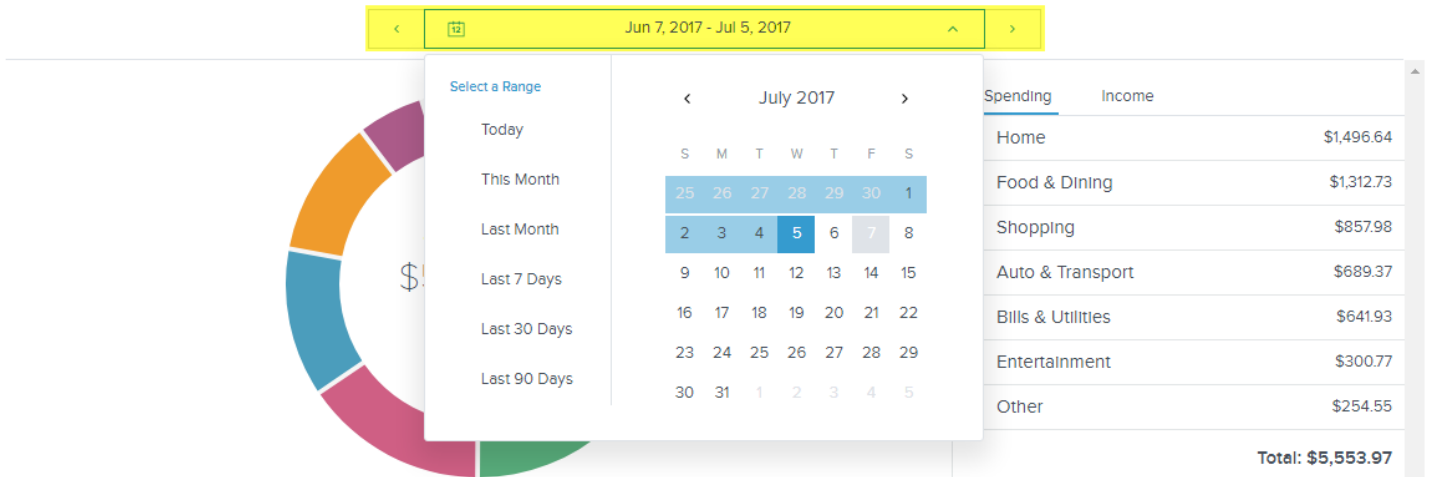 12 Jun 7, 2017 - Jul 5, 2017
Select a Range
Today
This Month
Last Month
Last 7 Days
Last 30 Days
Last 90 Days
July 2017
S M T W T F S
25 26 27 28 29 30 1
2 3 4 5 6 7 8
9 10 11 12 13 14 15
16 17 18 19 20 21 22
23 24 25 26 27 28 29
30 31 1 2 3 4 5
$
Spending Income
Home $1,496.64
Food & Dining $1,312.73
Shopping $857.98
Auto & Transport $689.37
Bills & Utilities $641.93
Entertainment $300.77
Other $254.55
Total: $5,553.97